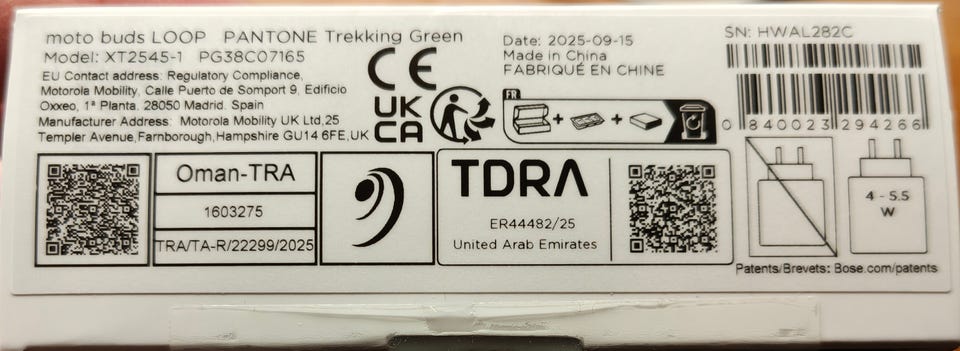 moto buds LOOP PANTONE Trekking Green
Model: XT2545-1 PG38C07165
EU Contact address: Regulatory Compliance,
Motorola Mobility, Calle Puerto de Somport 9, Edificio
Oxxeo, 1ª Planta, 28050 Madrid, Spain
Manufacturer Address: Motorola Mobility UK Ltd,25
Templer Avenue,Farnborough,Hampshire GU14 6FE,UK
CE
UK
CA
Date: 2025-09-15
Made in China
FABRIQUÉ EN CHINE
FR
+ +
SN: HWAL282C
0 840023 294266
Oman-TRA
1603275
TRA/TA-R/22299/2025
TDRA
ER44482/25
United Arab Emirates
4 - 5.5
W
Patents/Brevets: Bose.com/patents